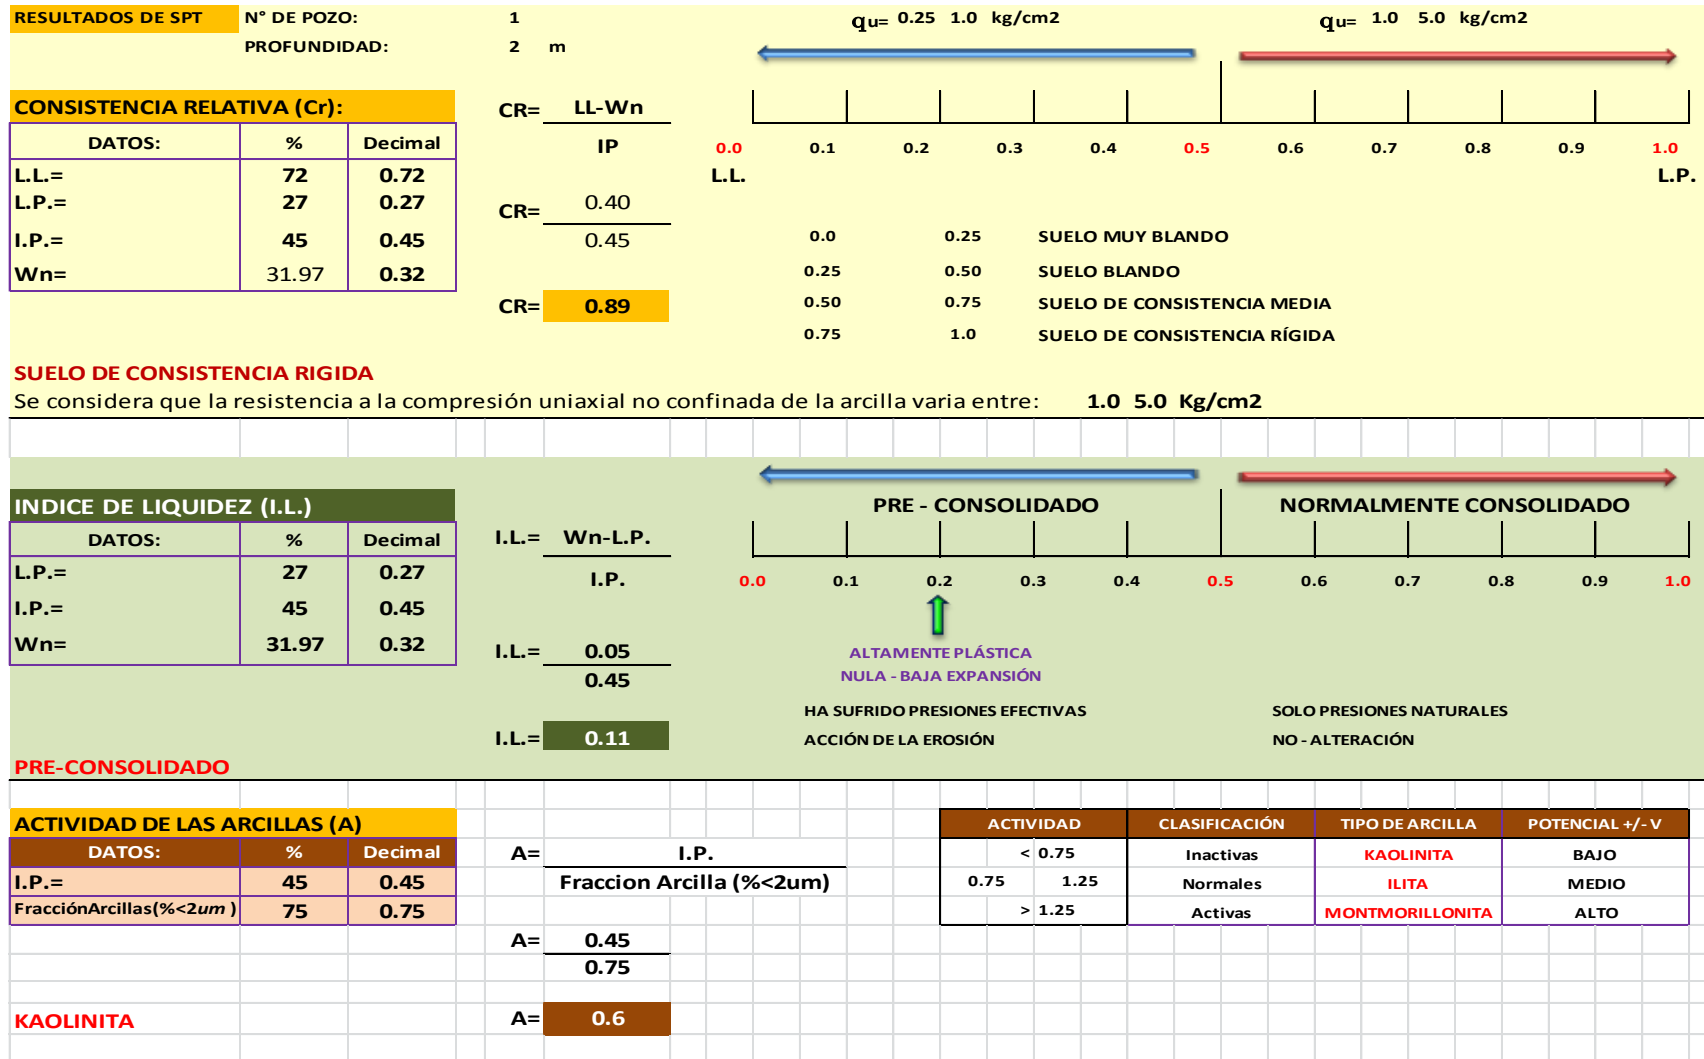 RESULTADOS DE SPT N° DE POZO: 1 qu= 0.25 1.0 kg/cm2 qu= 1.0 5.0 kg/cm2
PROFUNDIDAD: 2 m
CONSISTENCIA RELATIVA (Cr): CR= LL-Wn
DATOS: % Decimal IP 0.0 0.1 0.2 0.3 0.4 0.5 0.6 0.7 0.8 0.9 1.0
L.L.= 72 0.72 L.L. L.P.
L.P.= 27 0.27 CR= 0.40
I.P.= 45 0.45 0.45 0.0 0.25 SUELO MUY BLANDO
Wn= 31.97 0.32 0.25 0.50 SUELO BLANDO
CR= 0.89 0.50 0.75 SUELO DE CONSISTENCIA MEDIA
0.75 1.0 SUELO DE CONSISTENCIA RÍGIDA
SUELO DE CONSISTENCIA RIGIDA
Se considera que la resistencia a la compresión uniaxial no confinada de la arcilla varia entre: 1.0 5.0 Kg/cm2
INDICE DE LIQUIDEZ (I.L.) PRE - CONSOLIDADO NORMALMENTE CONSOLIDADO
DATOS: % Decimal I.L.= Wn-L.P.
L.P.= 27 0.27 I.P. 0.0 0.1 0.2 0.3 0.4 0.5 0.6 0.7 0.8 0.9 1.0
I.P.= 45 0.45
Wn= 31.97 0.32 I.L.= 0.05 ALTAMENTE PLÁSTICA
0.45 NULA - BAJA EXPANSIÓN
HA SUFRIDO PRESIONES EFECTIVAS SOLO PRESIONES NATURALES
I.L.= 0.11 ACCIÓN DE LA EROSIÓN NO - ALTERACIÓN
PRE-CONSOLIDADO
ACTIVIDAD DE LAS ARCILLAS (A) ACTIVIDAD CLASIFICACIÓN TIPO DE ARCILLA POTENCIAL +/- V
DATOS: % Decimal A= I.P. < 0.75 Inactivas KAOLINITA BAJO
I.P.= 45 0.45 Fraccion Arcilla (%<2um) 0.75 1.25 Normales ILITA MEDIO
FracciónArcillas(%<2um) 75 0.75 > 1.25 Activas MONTMORILLONITA ALTO
A= 0.45
0.75
KAOLINITA A= 0.6